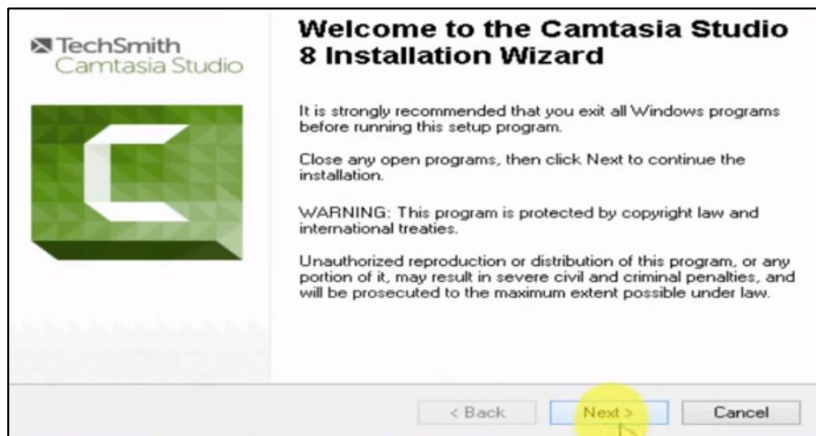 TechSmith
Camtasia Studio
Welcome to the Camtasia Studio
8 Installation Wizard
It is strongly recommended that you exit all Windows programs
before running this setup program.
Close any open programs, then click Next to continue the
installation.
WARNING: This program is protected by copyright law and
international treaties.
Unauthorized reproduction or distribution of this program, or any
portion of it, may result in severe civil and criminal penalties, and
will be prosecuted to the maximum extent possible under law.
< Back
Next >
Cancel